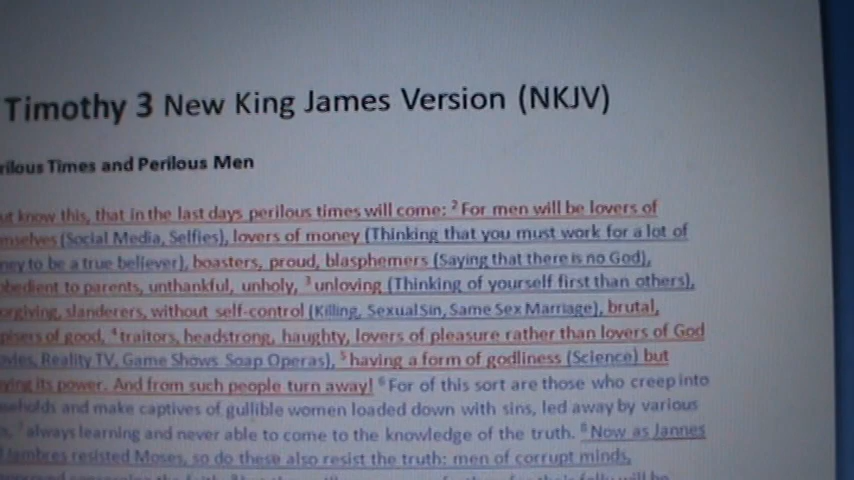 Timothy 3 New King James Version (NKJV)
rilous Times and Perilous Men
ut know this, that in the last days perilous times will come: 2 For men will be lovers of
mselves (Social Media, Selfies), lovers of money (Thinking that you must work for a lot of
ney to be a true believer), boasters, proud, blasphemers (Saying that there is no God),
obedient to parents, unthankful, unholy, 3 unloving (Thinking of yourself first than others),
orgiving, slanderers, without self-control (Killing, Sexual Sin, Same Sex Marriage), brutal,
pisers of good, 4 traitors, headstrong, haughty, lovers of pleasure rather than lovers of God
ovies, Reality TV, Game Shows Soap Operas), 5 having a form of godliness (Science) but
nying its power. And from such people turn away! 6 For of this sort are those who creep into
seholds and make captives of gullible women loaded down with sins, led away by various
s, 7 always learning and never able to come to the knowledge of the truth. 8 Now as Jannes
Jambres resisted Moses, so do these also resist the truth: men of corrupt minds,